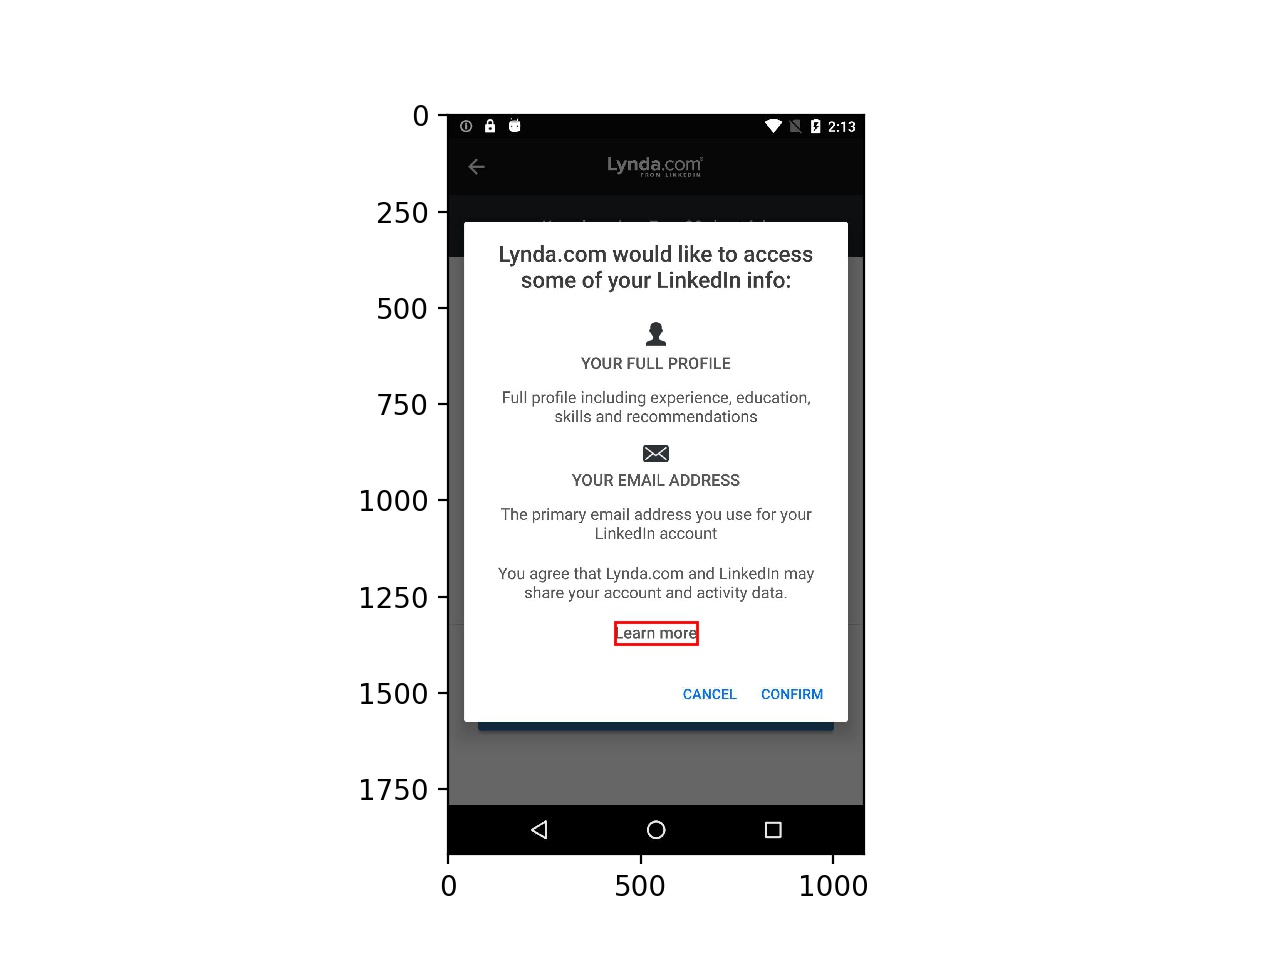 0
250
500
750
1000
1250
1500
1750
2:13
Lynda.com
FROM LINKEDIN
Lynda.com would like to access
some of your LinkedIn info:
YOUR FULL PROFILE
Full profile including experience, education,
skills and recommendations
YOUR EMAIL ADDRESS
The primary email address you use for your
LinkedIn account
You agree that Lynda.com and LinkedIn may
share your account and activity data.
Learn more
CANCEL CONFIRM
0 500 1000